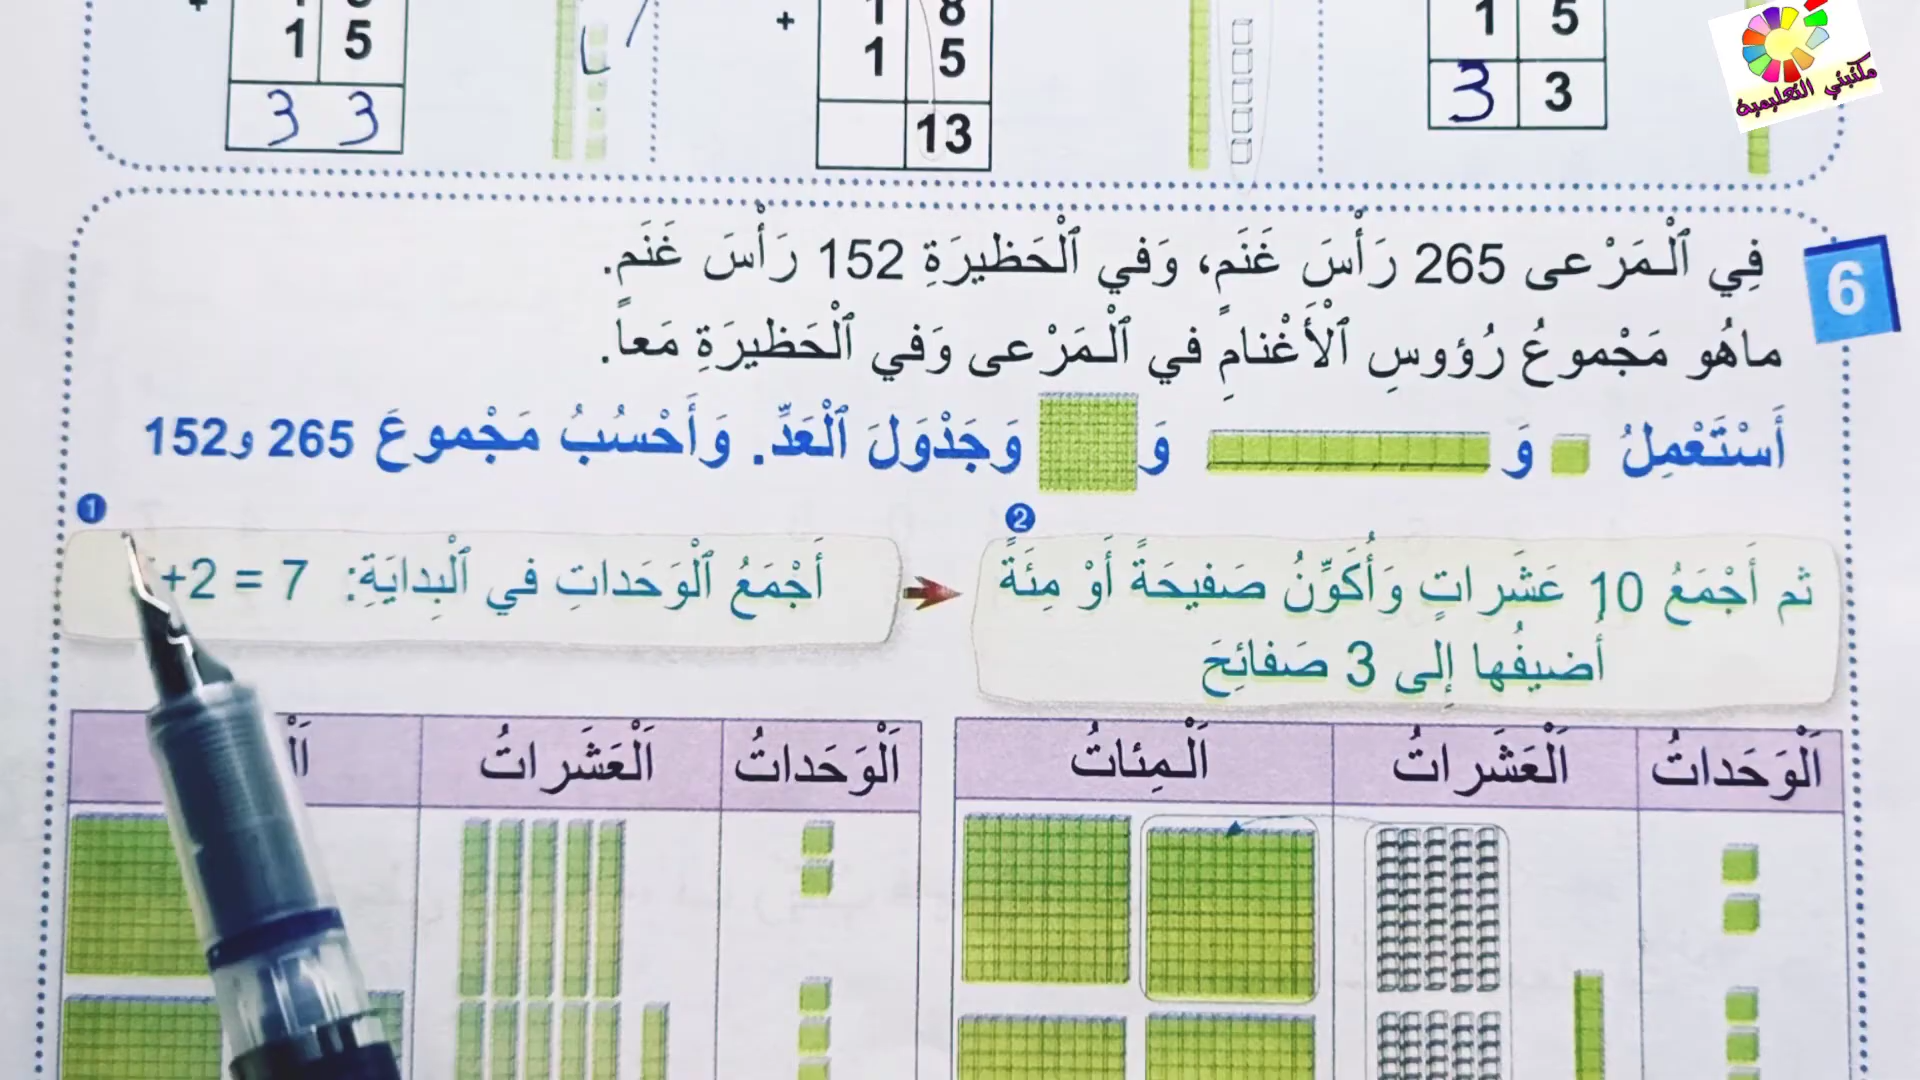 +
1 5
3 3
+
1 8
1 5
13
1 5
3 3
مكتبتي التعليمية
6
فِي ٱلْمَرْعى 265 رَأْسَ غَنَمٍ، وَفي ٱلْحَظيرَةِ 152 رَأْسَ غَنَمٍ.
ماهُو مَجْموعُ رُؤوسِ ٱلْأَغْنامِ في ٱلْمَرْعى وَفي ٱلْحَظيرَةِ مَعاً.
أَسْتَعْمِلُ وَ وَ وَجَدْوَلَ ٱلْعَدِّ. وَأَحْسُبُ مَجْموعَ 265 و152
1
أَجْمَعُ ٱلْوَحَداتِ في ٱلْبِدايَةِ: +2 = 7
2
ثم أَجْمَعُ 10 عَشَراتٍ وَأُكَوِّنُ صَفيحَةً أَوْ مِئَةً
أُضيفُها إِلى 3 صَفائِحَ
اَلْوَحَداتُ اَلْعَشَراتُ اَلْمِئاتُ
اَلْوَحَداتُ اَلْعَشَراتُ